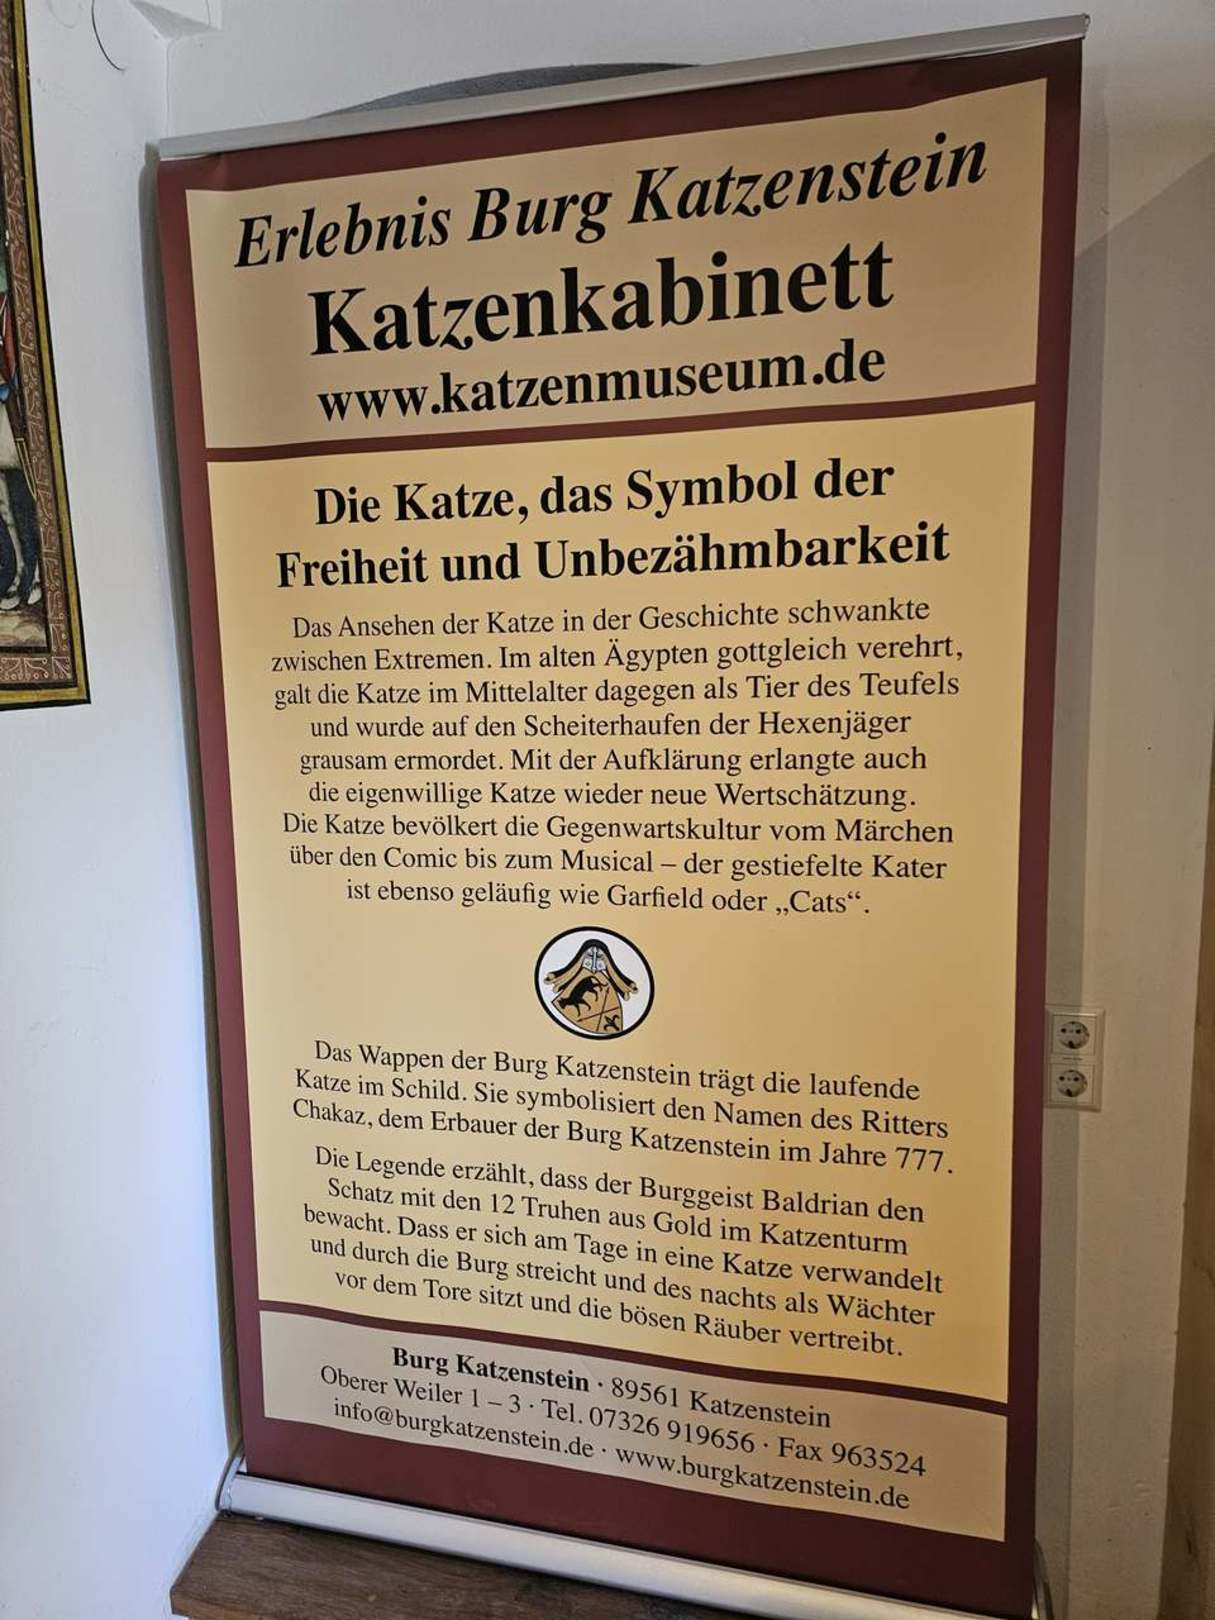 Erlebnis Burg Katzenstein
Katzenkabinett
www.katzenmuseum.de
Die Katze, das Symbol der
Freiheit und Unbezähmbarkeit
Das Ansehen der Katze in der Geschichte schwankte
zwischen Extremen. Im alten Ägypten gottgleich verehrt,
galt die Katze im Mittelalter dagegen als Tier des Teufels
und wurde auf den Scheiterhaufen der Hexenjäger
grausam ermordet. Mit der Aufklärung erlangte auch
die eigenwillige Katze wieder neue Wertschätzung.
Die Katze bevölkert die Gegenwartskultur vom Märchen
über den Comic bis zum Musical – der gestiefelte Kater
ist ebenso geläufig wie Garfield oder „Cats“.
Das Wappen der Burg Katzenstein trägt die laufende
Katze im Schild. Sie symbolisiert den Namen des Ritters
Chakaz, dem Erbauer der Burg Katzenstein im Jahre 777.
Die Legende erzählt, dass der Burggeist Baldrian den
Schatz mit den 12 Truhen aus Gold im Katzenturm
bewacht. Dass er sich am Tage in eine Katze verwandelt
und durch die Burg streicht und des nachts als Wächter
vor dem Tore sitzt und die bösen Räuber vertreibt.
Burg Katzenstein · 89561 Katzenstein
Oberer Weiler 1 – 3 · Tel. 07326 919656 · Fax 963524
info@burgkatzenstein.de · www.burgkatzenstein.de